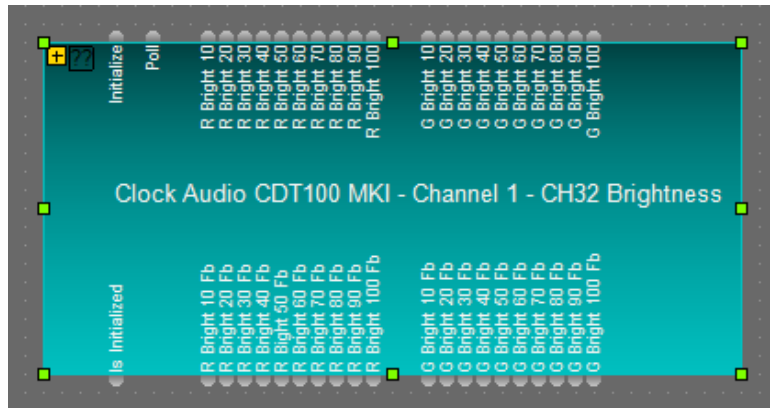 + ??
Initialize
Poll
R Bright 10
R Bright 20
R Bright 30
R Bright 40
R Bright 50
R Bright 60
R Bright 70
R Bright 80
R Bright 90
R Bright 100
G Bright 10
G Bright 20
G Bright 30
G Bright 40
G Bright 50
G Bright 60
G Bright 70
G Bright 80
G Bright 90
G Bright 100
Clock Audio CDT100 MKI - Channel 1 - CH32 Brightness
Is Initialized
R Bright 10 Fb
R Bright 20 Fb
R Bright 30 Fb
R Bright 40 Fb
R Bight 50 Fb
R Bright 60 Fb
R Bright 70 Fb
R Bright 80 Fb
R Bright 90 Fb
R Bright 100 Fb
G Bright 10 Fb
G Bright 20 Fb
G Bright 30 Fb
G Bright 40 Fb
G Bright 50 Fb
G Bright 60 Fb
G Bright 70 Fb
G Bright 80 Fb
G Bright 90 Fb
G Bright 100 Fb